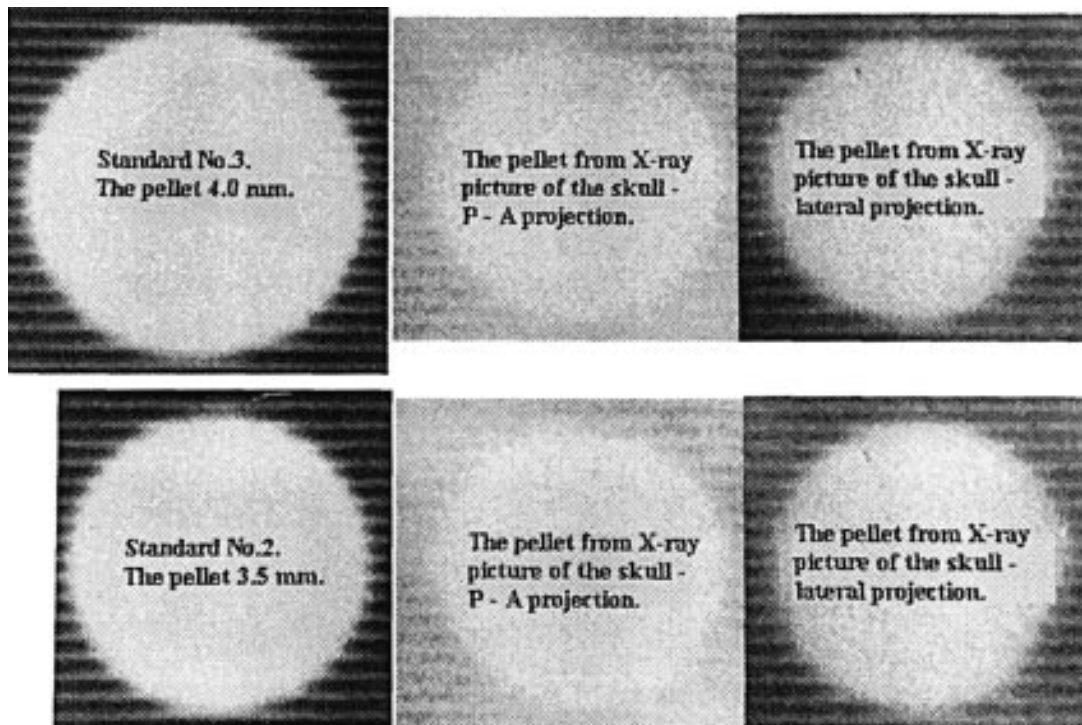 Standard No.3.
The pellet 4.0 mm.
The pellet from X-ray
picture of the skull -
P - A projection.
The pellet from X-ray
picture of the skull -
lateral projection.
Standard No.2.
The pellet 3.5 mm.
The pellet from X-ray
picture of the skull -
P - A projection.
The pellet from X-ray
picture of the skull -
lateral projection.